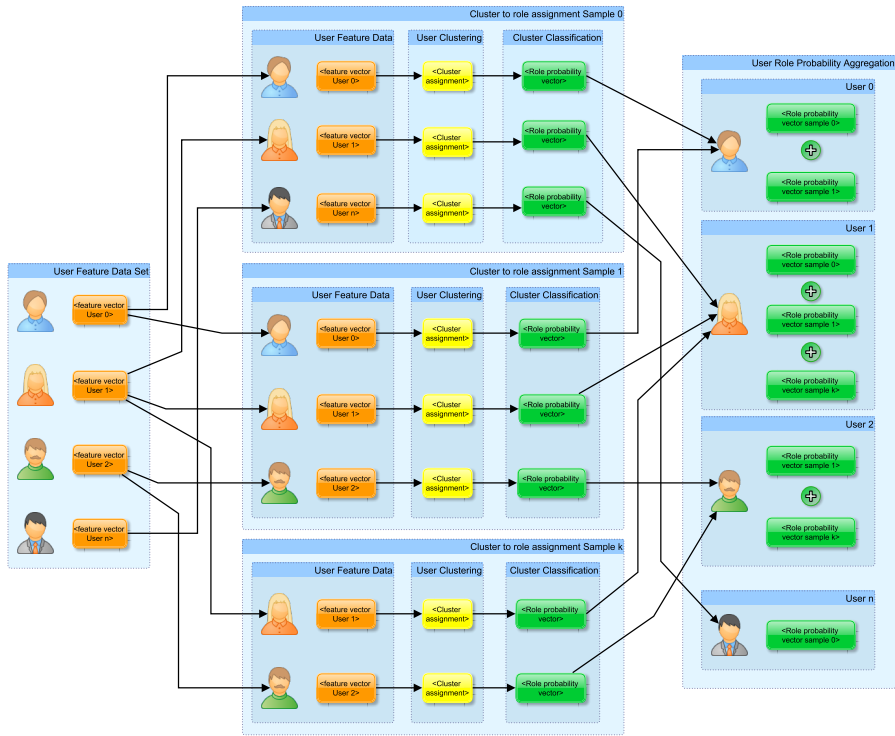 User Feature Data Set
<feature vector
User 0>
<feature vector
User 1>
<feature vector
User 2>
<feature vector
User n>
Cluster to role assignment Sample 0
User Feature Data
User Clustering
Cluster Classification
<feature vector
User 0>
<Cluster
assignment>
<Role probability
vector>
<feature vector
User 1>
<Cluster
assignment>
<Role probability
vector>
<feature vector
User n>
<Cluster
assignment>
<Role probability
vector>
Cluster to role assignment Sample 1
User Feature Data
User Clustering
Cluster Classification
<feature vector
User 0>
<Cluster
assignment>
<Role probability
vector>
<feature vector
User 1>
<Cluster
assignment>
<Role probability
vector>
<feature vector
User 2>
<Cluster
assignment>
<Role probability
vector>
Cluster to role assignment Sample k
User Feature Data
User Clustering
Cluster Classification
<feature vector
User 1>
<Cluster
assignment>
<Role probability
vector>
<feature vector
User 2>
<Cluster
assignment>
<Role probability
vector>
User Role Probability Aggregation
User 0
<Role probability
vector sample 0>
<Role probability
vector sample 1>
User 1
<Role probability
vector sample 0>
<Role probability
vector sample 1>
<Role probability
vector sample k>
User 2
<Role probability
vector sample 1>
<Role probability
vector sample k>
User n
<Role probability
vector sample 0>